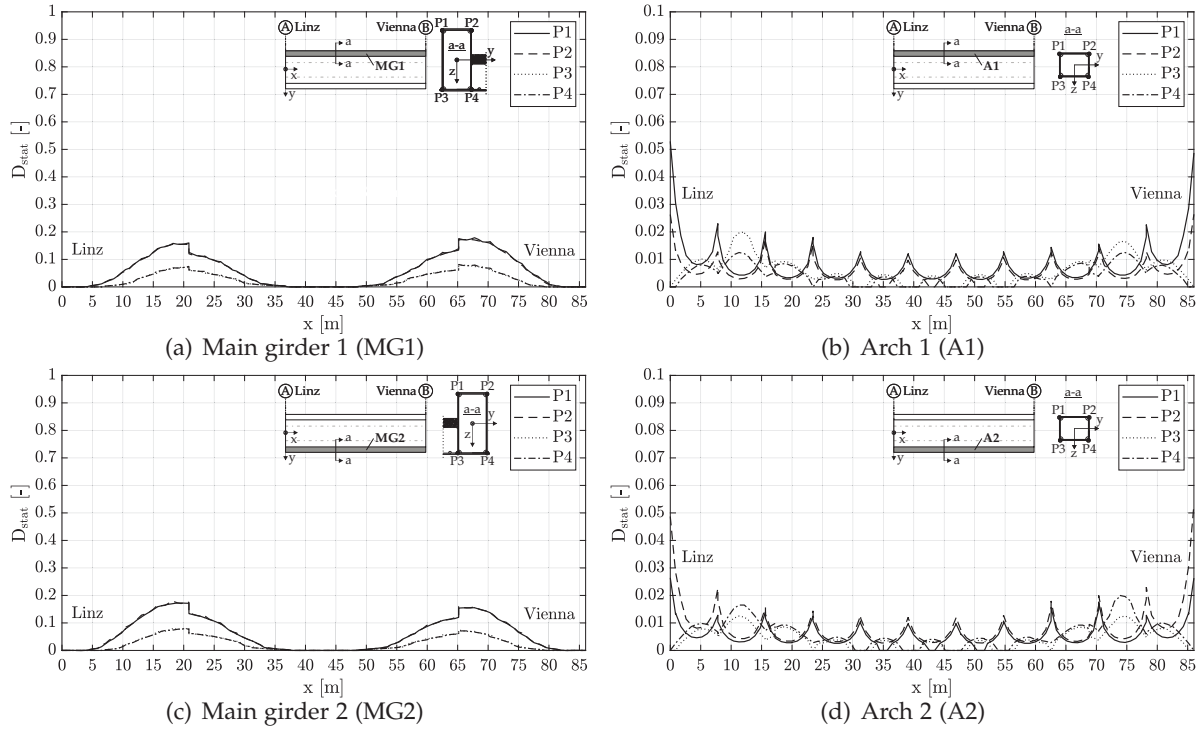 1
0.9
0.8
0.7
0.6
0.5
0.4
0.3
0.2
0.1
0
D_stat [-]
A Linz Vienna B
a
a
MG1
x
y
P1 P2
a-a
y
z
P3 P4
P1
P2
P3
P4
Linz
Vienna
0 5 10 15 20 25 30 35 40 45 50 55 60 65 70 75 80 85
x [m]
(a) Main girder 1 (MG1)
0.1
0.09
0.08
0.07
0.06
0.05
0.04
0.03
0.02
0.01
0
D_stat [-]
A Linz Vienna B
a
a
A1
x
y
a-a
P1 P2
y
P3 z P4
P1
P2
P3
P4
Linz
Vienna
0 5 10 15 20 25 30 35 40 45 50 55 60 65 70 75 80 85
x [m]
(b) Arch 1 (A1)
1
0.9
0.8
0.7
0.6
0.5
0.4
0.3
0.2
0.1
0
D_stat [-]
A Linz Vienna B
x
a
MG2
y
a
P1 P2
a-a
y
z
P3 P4
P1
P2
P3
P4
Linz
Vienna
0 5 10 15 20 25 30 35 40 45 50 55 60 65 70 75 80 85
x [m]
(c) Main girder 2 (MG2)
0.1
0.09
0.08
0.07
0.06
0.05
0.04
0.03
0.02
0.01
0
D_stat [-]
A Linz Vienna B
x
a
A2
y
a
a-a
P1 P2
y
P3 z P4
P1
P2
P3
P4
Linz
Vienna
0 5 10 15 20 25 30 35 40 45 50 55 60 65 70 75 80 85
x [m]
(d) Arch 2 (A2)